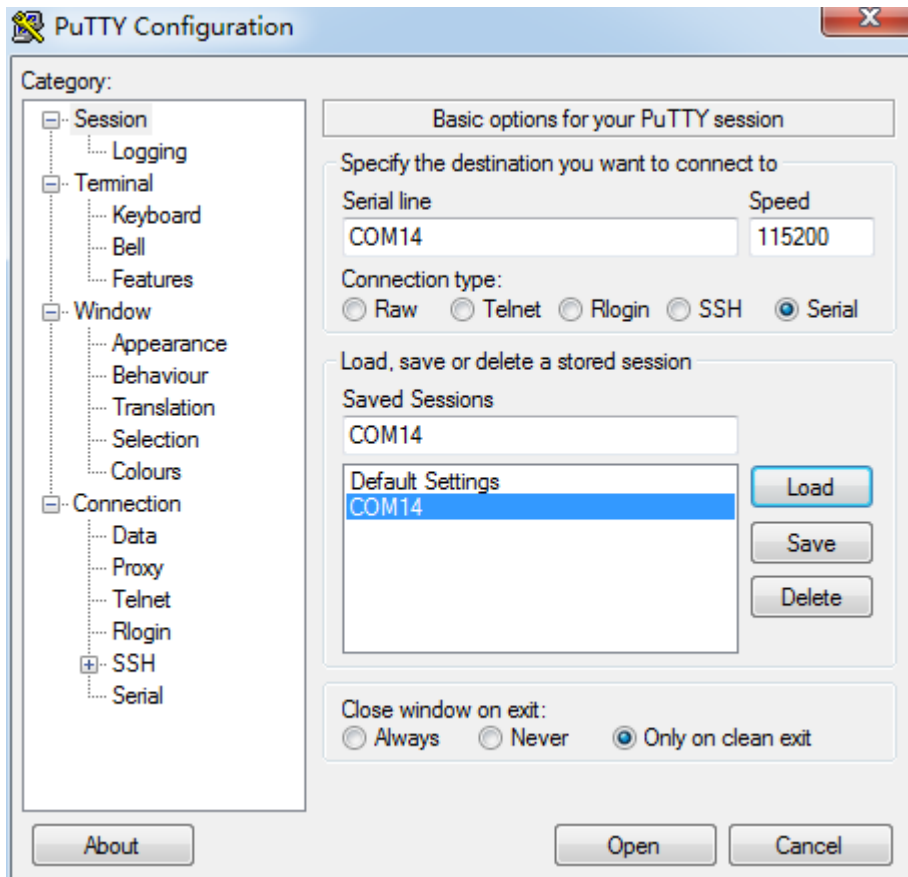 PuTTY Configuration
Category:
Session
Logging
Terminal
Keyboard
Bell
Features
Window
Appearance
Behaviour
Translation
Selection
Colours
Connection
Data
Proxy
Telnet
Rlogin
SSH
Serial
Basic options for your PuTTY session
Specify the destination you want to connect to
Serial line Speed
COM14 115200
Connection type:
Raw Telnet Rlogin SSH Serial
Load, save or delete a stored session
Saved Sessions
COM14
Default Settings
COM14
Load
Save
Delete
Close window on exit:
Always Never Only on clean exit
About Open Cancel